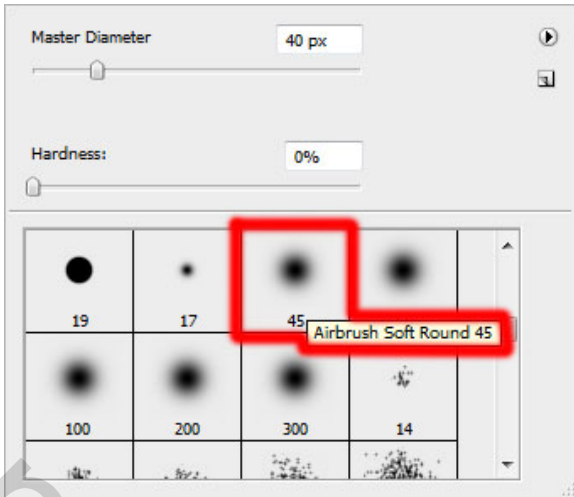 Master Diameter 40 px
Hardness: 0%
19 17 45
Airbrush Soft Round 45
100 200 300 14